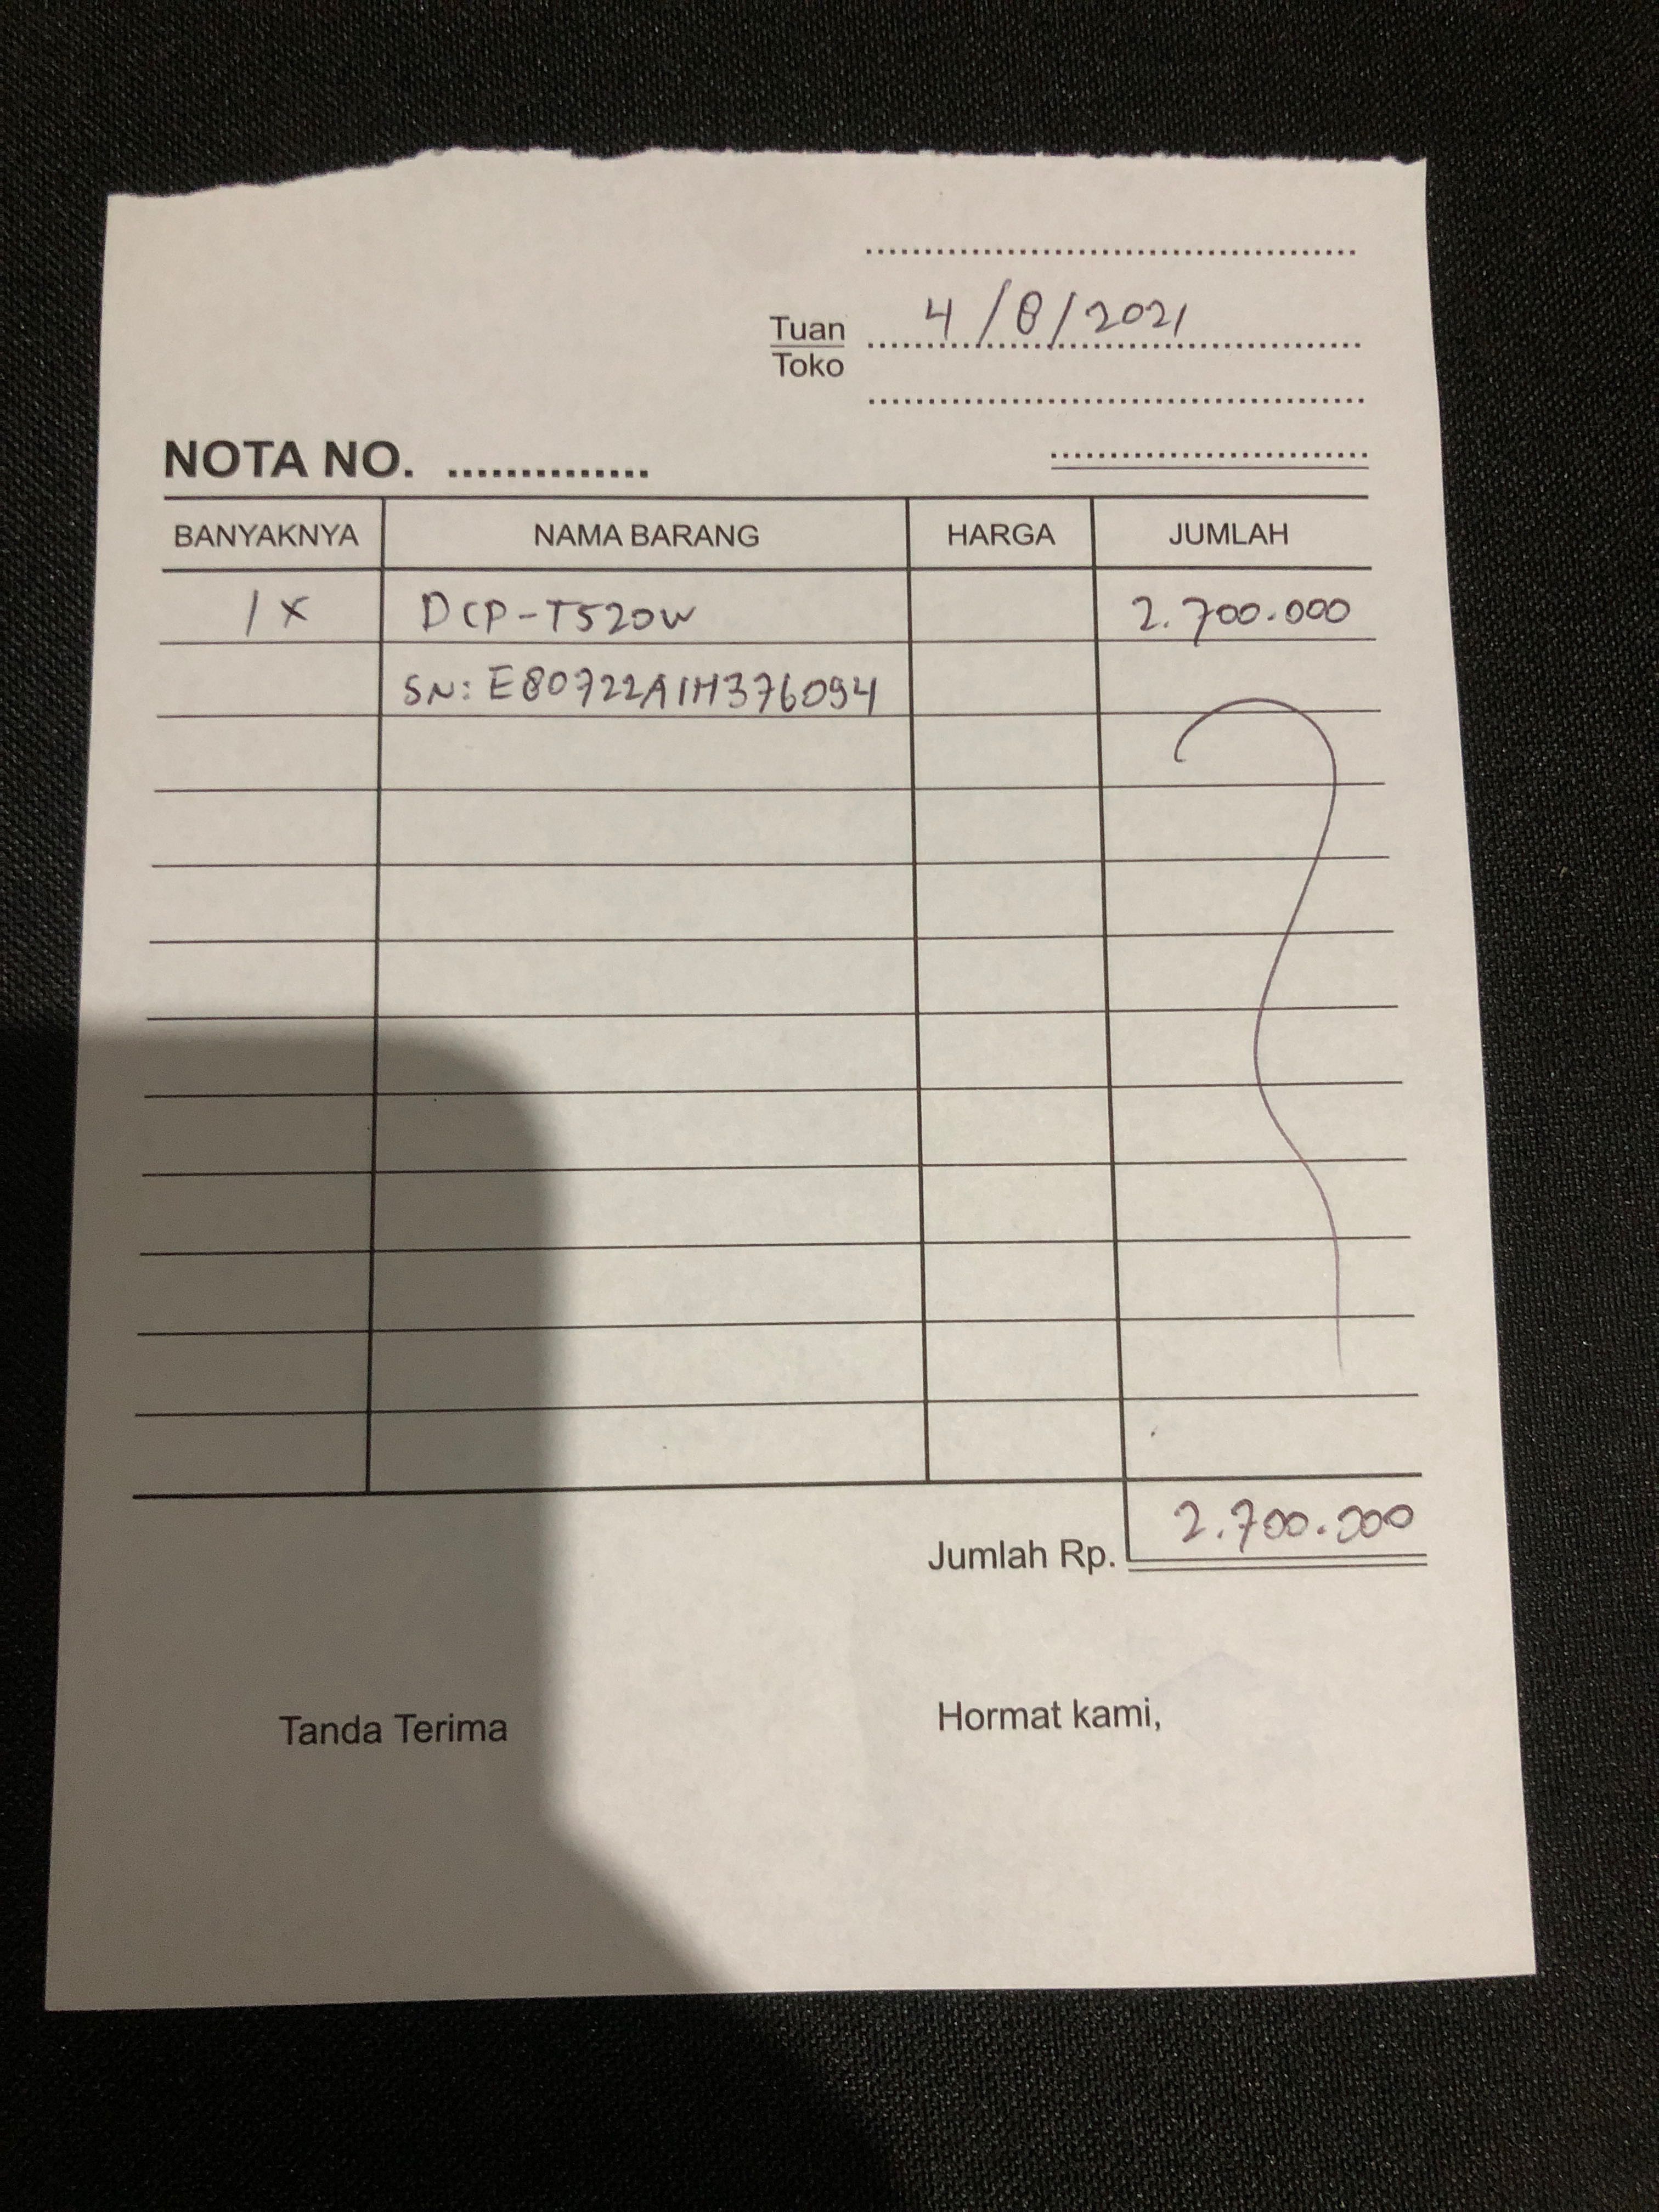 4/8/2021
Tuan
Toko
NOTA NO.
BANYAKNYA NAMA BARANG HARGA JUMLAH
1x DCP-T520W 2.700.000
SN: E80722A1H376094
Jumlah Rp. 2.700.000
Tanda Terima Hormat kami,